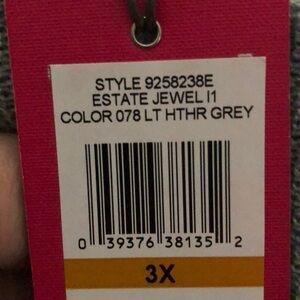 STYLE 9258238E
ESTATE JEWEL I1
COLOR 078 LT HTHR GREY
0 39376 38135 2
3X